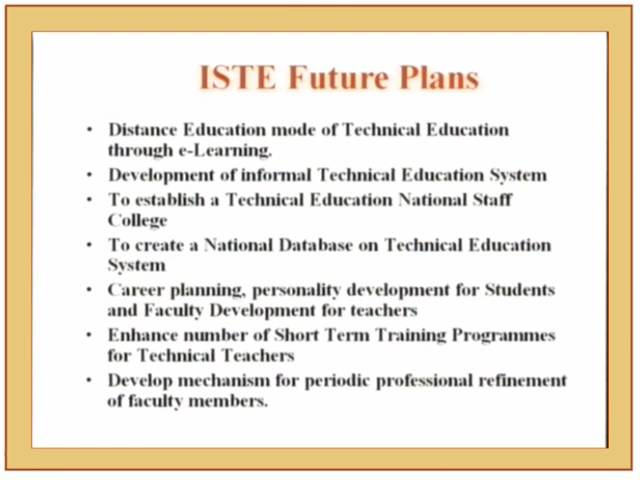 ISTE Future Plans
• Distance Education mode of Technical Education
through e-Learning.
• Development of informal Technical Education System
• To establish a Technical Education National Staff
College
• To create a National Database on Technical Education
System
• Career planning, personality development for Students
and Faculty Development for teachers
• Enhance number of Short Term Training Programmes
for Technical Teachers
• Develop mechanism for periodic professional refinement
of faculty members.